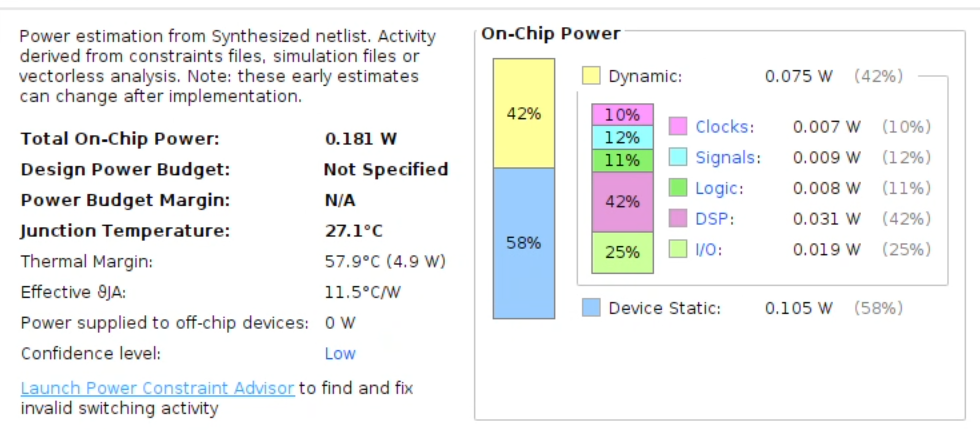 Power estimation from Synthesized netlist. Activity
derived from constraints files, simulation files or
vectorless analysis. Note: these early estimates
can change after implementation.
Total On-Chip Power: 0.181 W
Design Power Budget: Not Specified
Power Budget Margin: N/A
Junction Temperature: 27.1°C
Thermal Margin: 57.9°C (4.9 W)
Effective ϑJA: 11.5°C/W
Power supplied to off-chip devices: 0 W
Confidence level: Low
Launch Power Constraint Advisor to find and fix
invalid switching activity
On-Chip Power
42%
58%
Dynamic: 0.075 W (42%)
10%
12%
11%
42%
25%
Clocks: 0.007 W (10%)
Signals: 0.009 W (12%)
Logic: 0.008 W (11%)
DSP: 0.031 W (42%)
I/O: 0.019 W (25%)
Device Static: 0.105 W (58%)